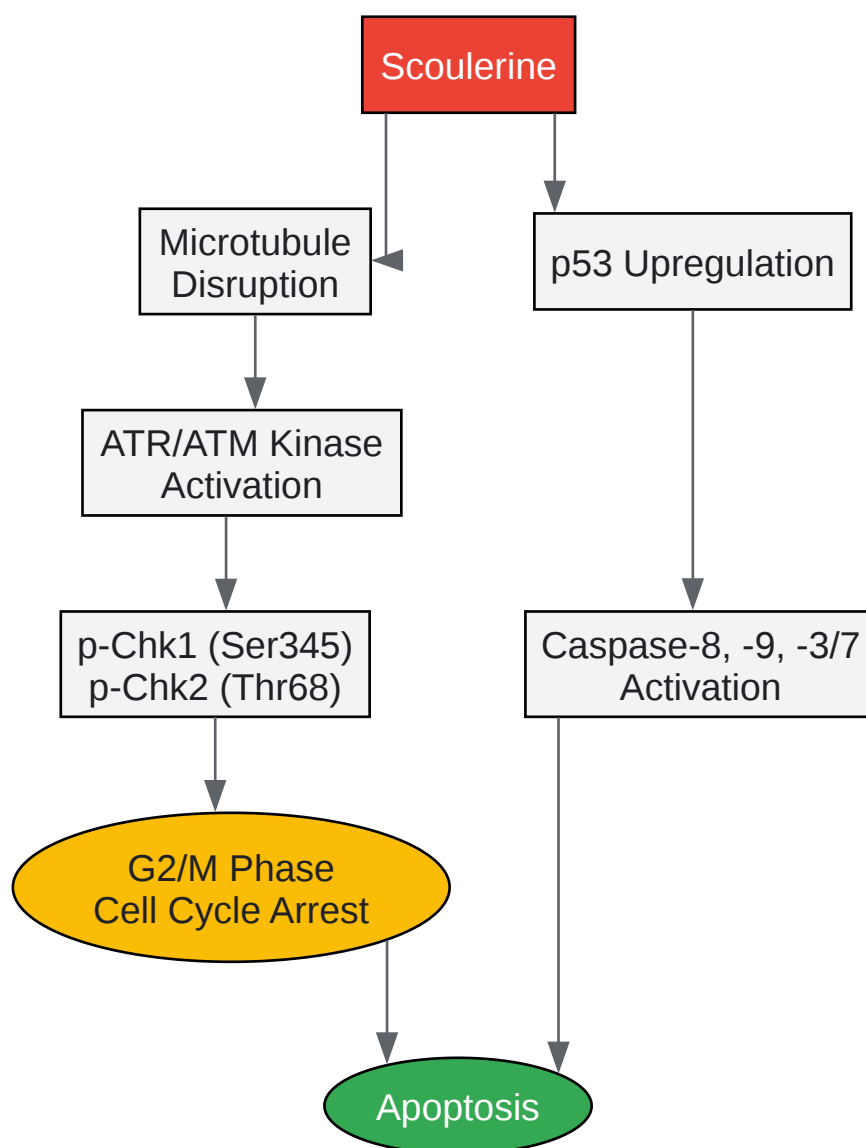 Scoulerine
Microtubule
Disruption
p53 Upregulation
ATR/ATM Kinase
Activation
p-Chk1 (Ser345)
p-Chk2 (Thr68)
Caspase-8, -9, -3/7
Activation
G2/M Phase
Cell Cycle Arrest
Apoptosis